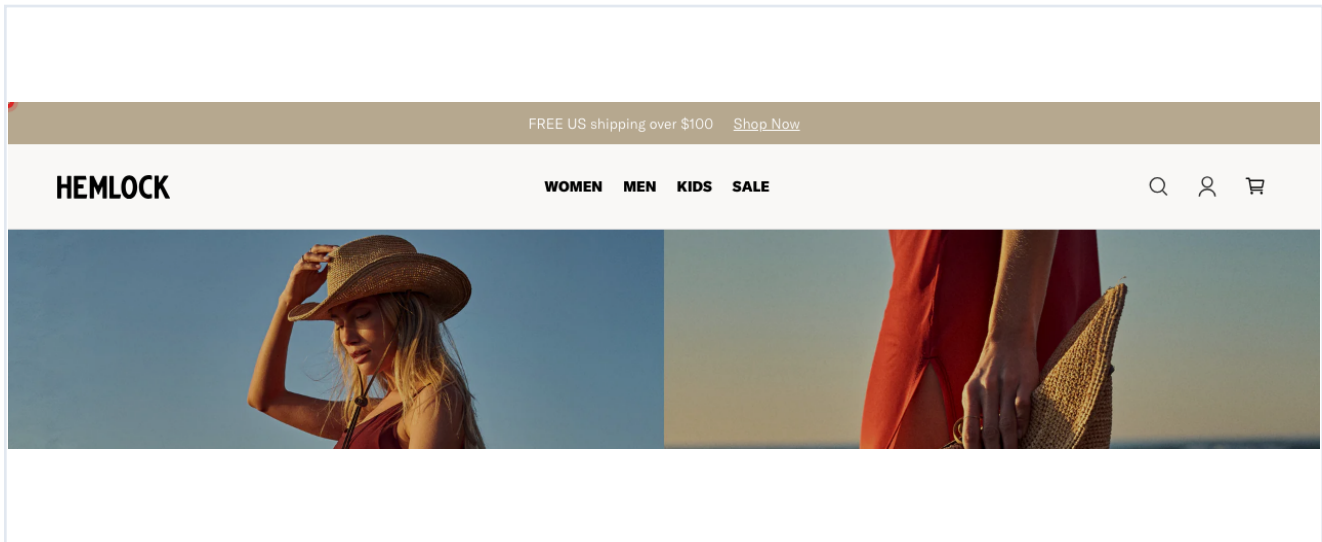 FREE US shipping over $100 Shop Now
HEMLOCK WOMEN MEN KIDS SALE